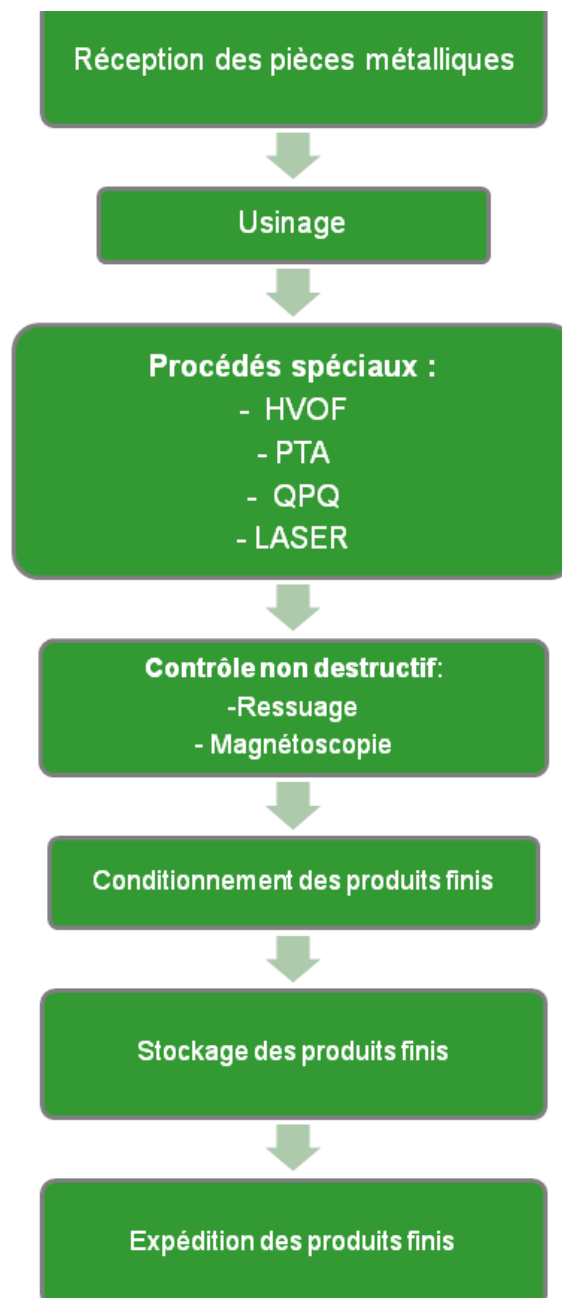 Réception des pièces métalliques
Usinage
Procédés spéciaux :
- HVOF
- PTA
- QPQ
- LASER
Contrôle non destructif:
-Ressuage
- Magnétoscopie
Conditionnement des produits finis
Stockage des produits finis
Expédition des produits finis